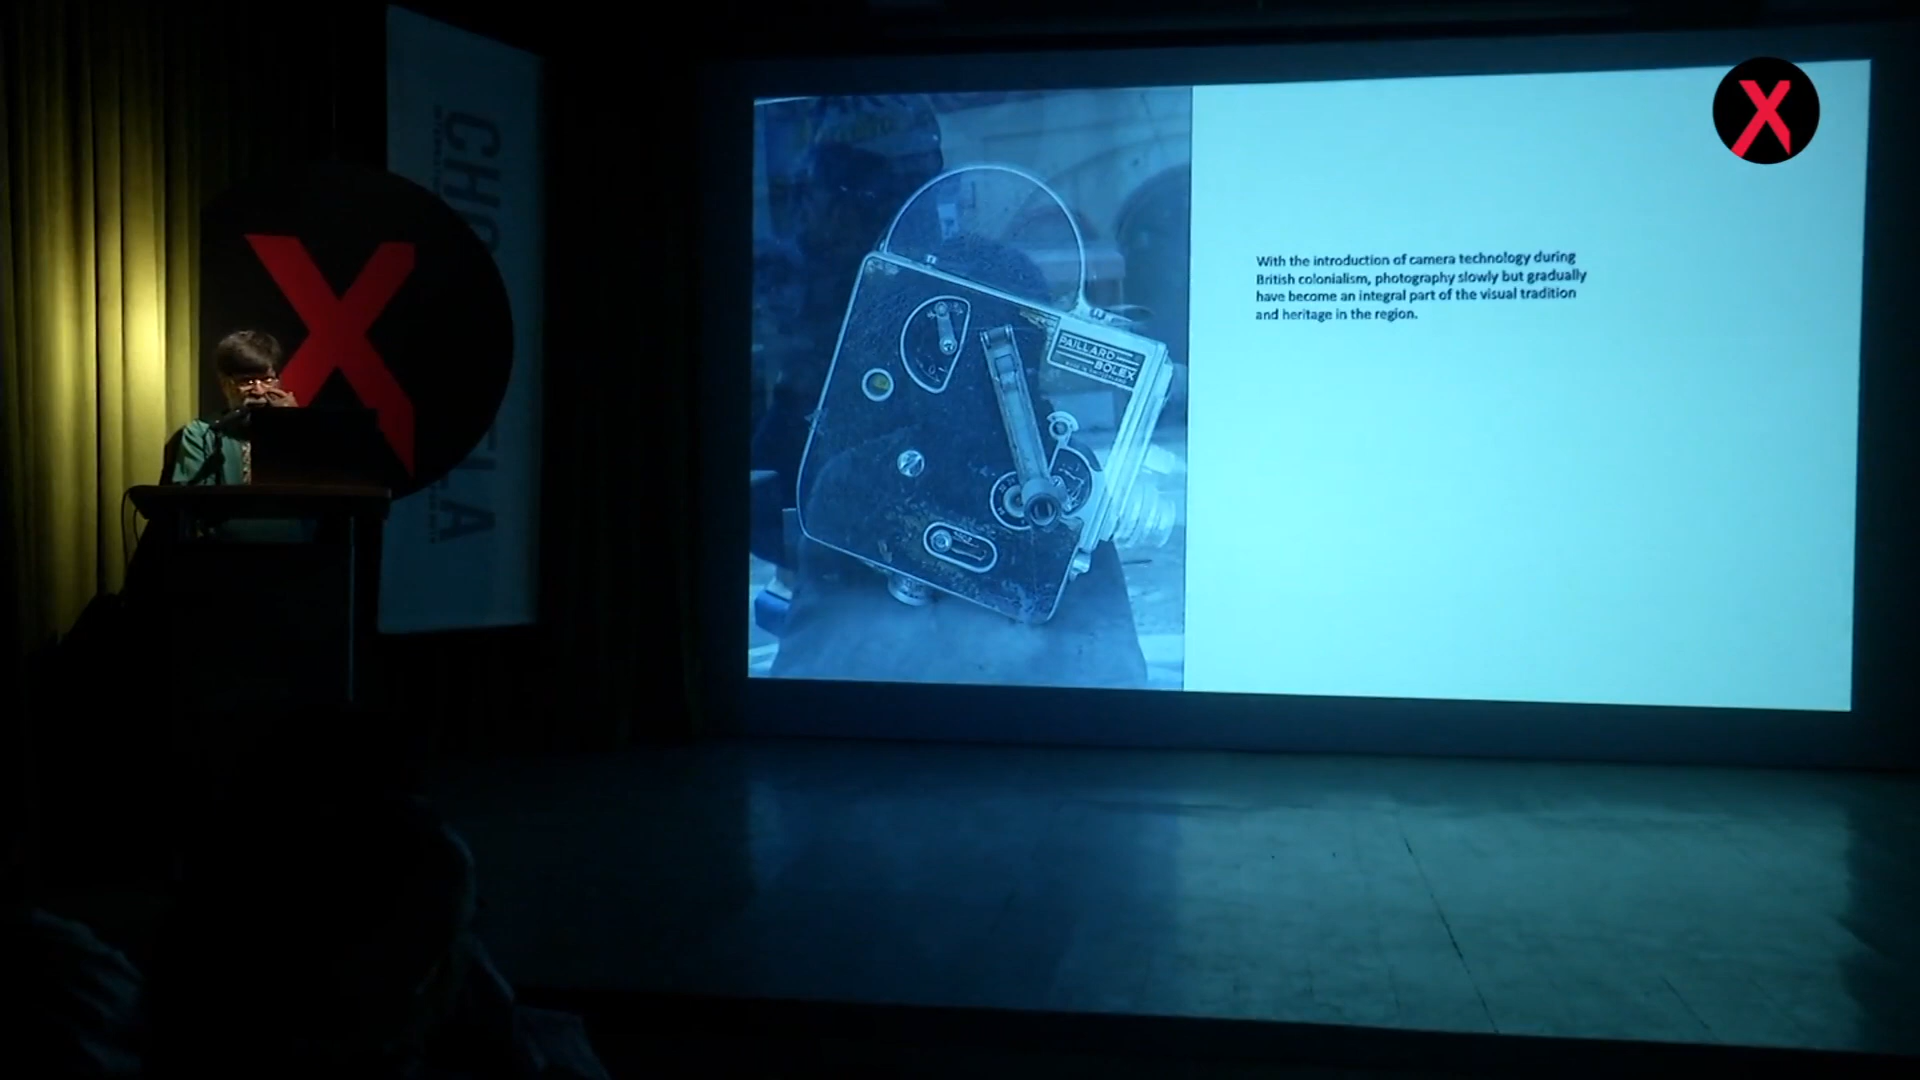 X
X
PAILLARD
BOLEX
With the introduction of camera technology during
British colonialism, photography slowly but gradually
have become an integral part of the visual tradition
and heritage in the region.